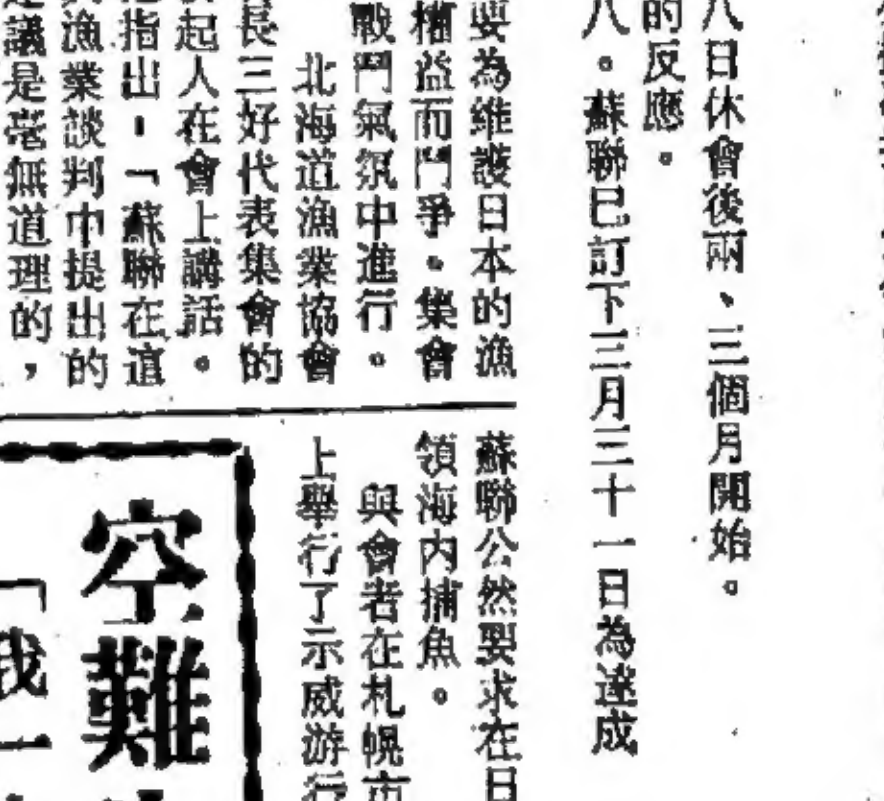 八日休會後兩、三個月開始。
的反應。
八。蘇聯已訂下三月三十一日為達成
要為維護日本的漁
權益而鬥爭。集會
戰鬥氣氛中進行。
北海道漁業協會
長三好代表集會的
起人在會上講話。
指出，「蘇聯在這
漁業談判中提出的
議是毫無道理的，
蘇聯公然要求在日
領海內捕魚。
與會者在札幌市
上舉行了示威游行
空難
「我一